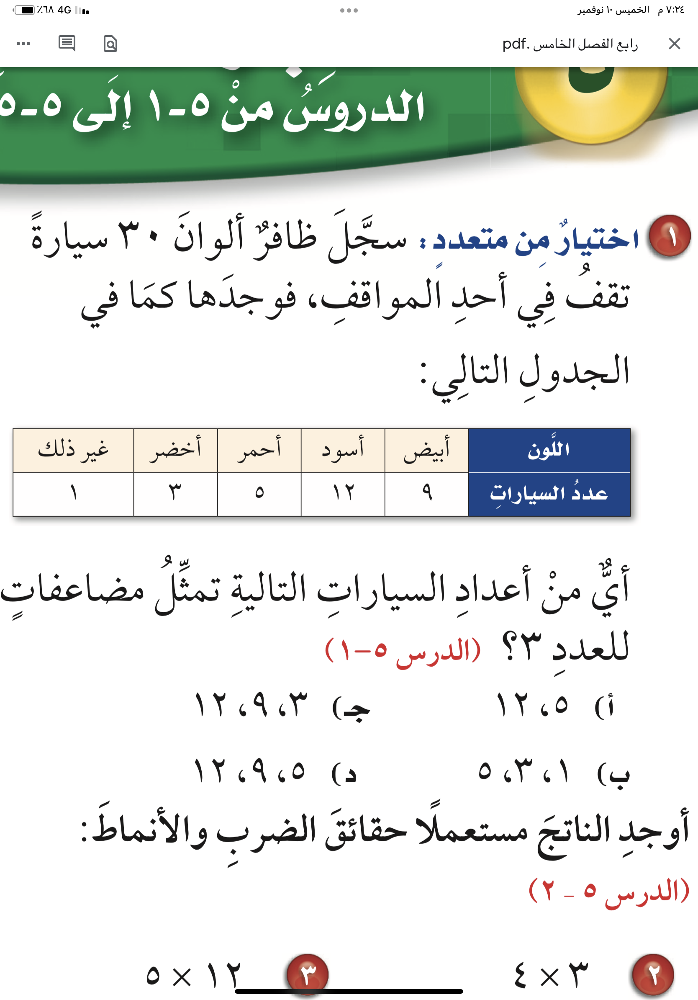 ٧:٢٤ م الخميس ١٠ نوفمبر
٪٦٨ 4G
رابع الفصل الخامس .pdf
الدروسُ منْ ٥-١ إلَى ٥-٥
١ اختيارٌ مِن متعددٍ: سجَّلَ ظافرٌ ألوانَ ٣٠ سيارةً
تقفُ فِي أحدِ المواقفِ، فوجدَها كمَا في
الجدولِ التالِي:
اللَّون أبيض أسود أحمر أخضر غير ذلك
عددُ السياراتِ ٩ ١٢ ٥ ٣ ١
أيٌّ منْ أعدادِ السياراتِ التاليةِ تمثِّلُ مضاعفاتٍ
للعددِ ٣؟ (الدرس ٥-١)
أ) ٥، ١٢ جـ) ٣، ٩، ١٢
ب) ١، ٣، ٥ د) ٥، ٩، ١٢
أوجدِ الناتجَ مستعملًا حقائقَ الضربِ والأنماطَ:
(الدرس ٥ - ٢)
٢ ٣ × ٤ ٣ ١٢ × ٥